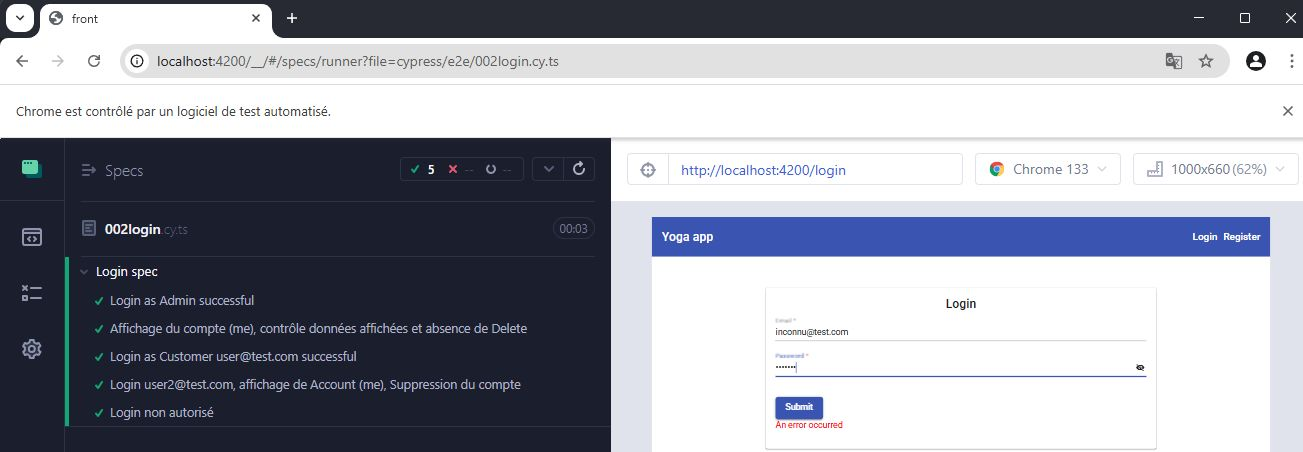 front
localhost:4200/__/#/specs/runner?file=cypress/e2e/002login.cy.ts
Chrome est contrôlé par un logiciel de test automatisé.
Specs
5 -- --
http://localhost:4200/login
Chrome 133
1000x660 (62%)
002login.cy.ts
00:03
Login spec
Login as Admin successful
Affichage du compte (me), contrôle données affichées et absence de Delete
Login as Customer user@test.com successful
Login user2@test.com, affichage de Account (me), Suppression du compte
Login non autorisé
Yoga app
Login Register
Login
Email *
inconnu@test.com
Password *
•••••••
Submit
An error occurred